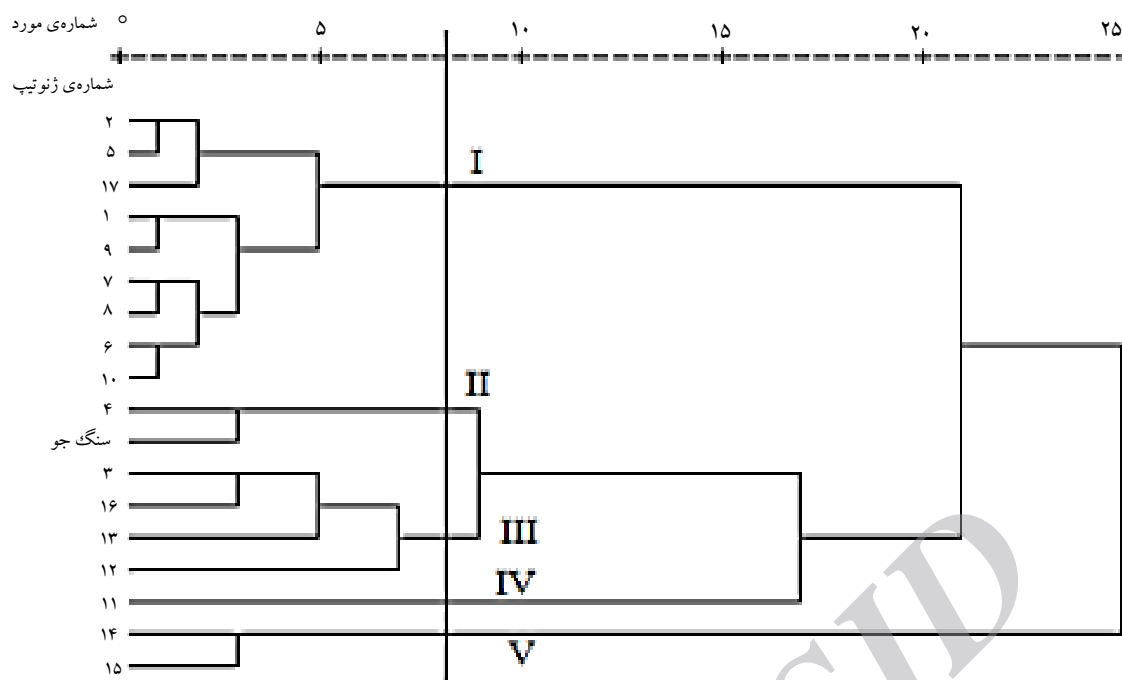 شماره‌ی مورد ۰ ۵ ۱۰ ۱۵ ۲۰ ۲۵
شماره‌ی ژنوتیپ
۲
۵
I
۱۷
۱
۹
۷
۸
۶
۱۰
II
۴
سنگ جو
۳
۱۶
III
۱۳
۱۲
IV
۱۱
۱۴
V
۱۵
SID